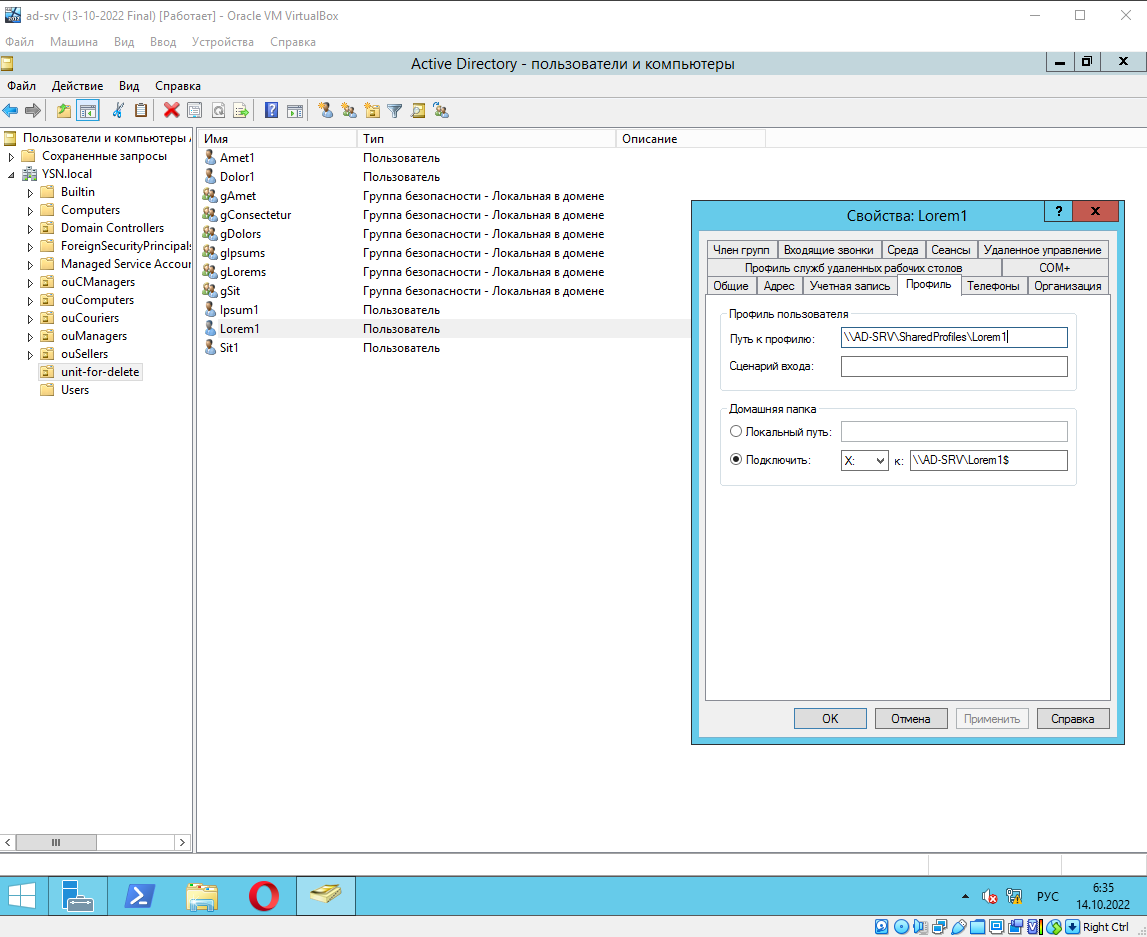 ad-srv (13-10-2022 Final) [Работает] - Oracle VM VirtualBox
Файл Машина Вид Ввод Устройства Справка
Active Directory - пользователи и компьютеры
Файл Действие Вид Справка
Пользователи и компьютеры
Сохраненные запросы
YSN.local
Builtin
Computers
Domain Controllers
ForeignSecurityPrincipals
Managed Service Accour
ouCManagers
ouComputers
ouCouriers
ouManagers
ouSellers
unit-for-delete
Users
Имя Тип Описание
Amet1 Пользователь
Dolor1 Пользователь
gAmet Группа безопасности - Локальная в домене
gConsectetur Группа безопасности - Локальная в домене
gDolors Группа безопасности - Локальная в домене
gIpsums Группа безопасности - Локальная в домене
gLorems Группа безопасности - Локальная в домене
gSit Группа безопасности - Локальная в домене
Ipsum1 Пользователь
Lorem1 Пользователь
Sit1 Пользователь
Свойства: Lorem1
Член групп Входящие звонки Среда Сеансы Удаленное управление
Профиль служб удаленных рабочих столов COM+
Общие Адрес Учетная запись Профиль Телефоны Организация
Профиль пользователя
Путь к профилю: \\AD-SRV\SharedProfiles\Lorem1
Сценарий входа:
Домашняя папка
Локальный путь:
Подключить: X: к: \\AD-SRV\Lorem1$
OK Отмена Применить Справка
РУС
6:35
14.10.2022
Right Ctrl